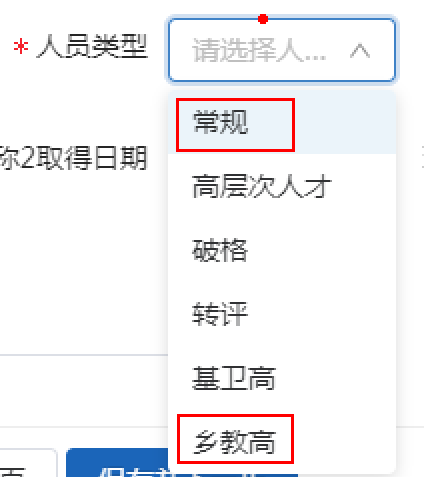 * 人员类型
请选择人...
常规
称2取得日期
高层次人才
破格
转评
基卫高
乡教高
页